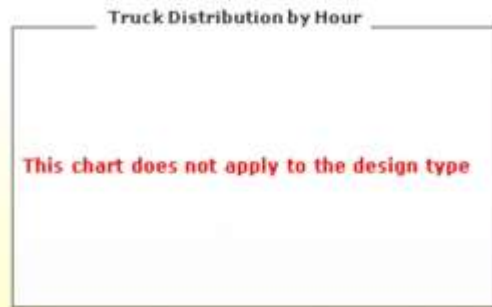 Truck Distribution by Hour
This chart does not apply to the design type